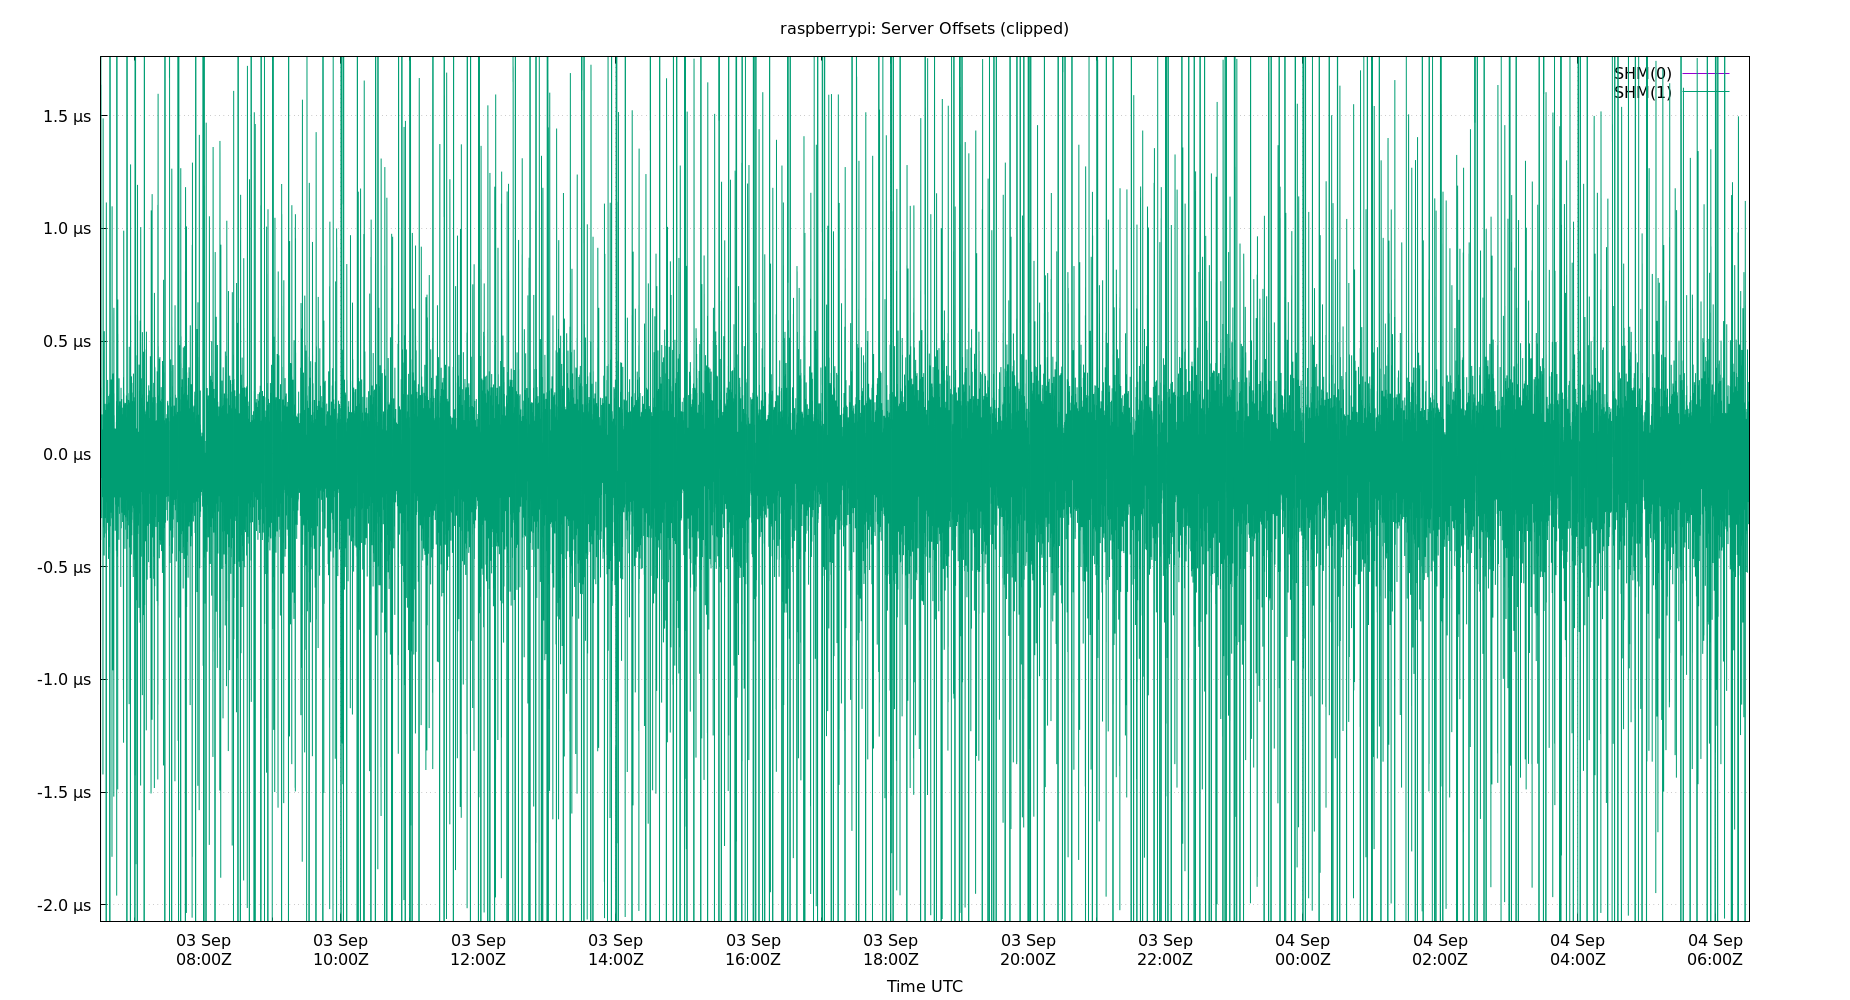 raspberrypi: Server Offsets (clipped)
SHM(0)
SHM(1)
1.5 µs
1.0 µs
0.5 µs
0.0 µs
-0.5 µs
-1.0 µs
-1.5 µs
-2.0 µs
03 Sep 03 Sep 03 Sep 03 Sep 03 Sep 03 Sep 03 Sep 03 Sep 04 Sep 04 Sep 04 Sep 04 Sep
08:00Z 10:00Z 12:00Z 14:00Z 16:00Z 18:00Z 20:00Z 22:00Z 00:00Z 02:00Z 04:00Z 06:00Z
Time UTC